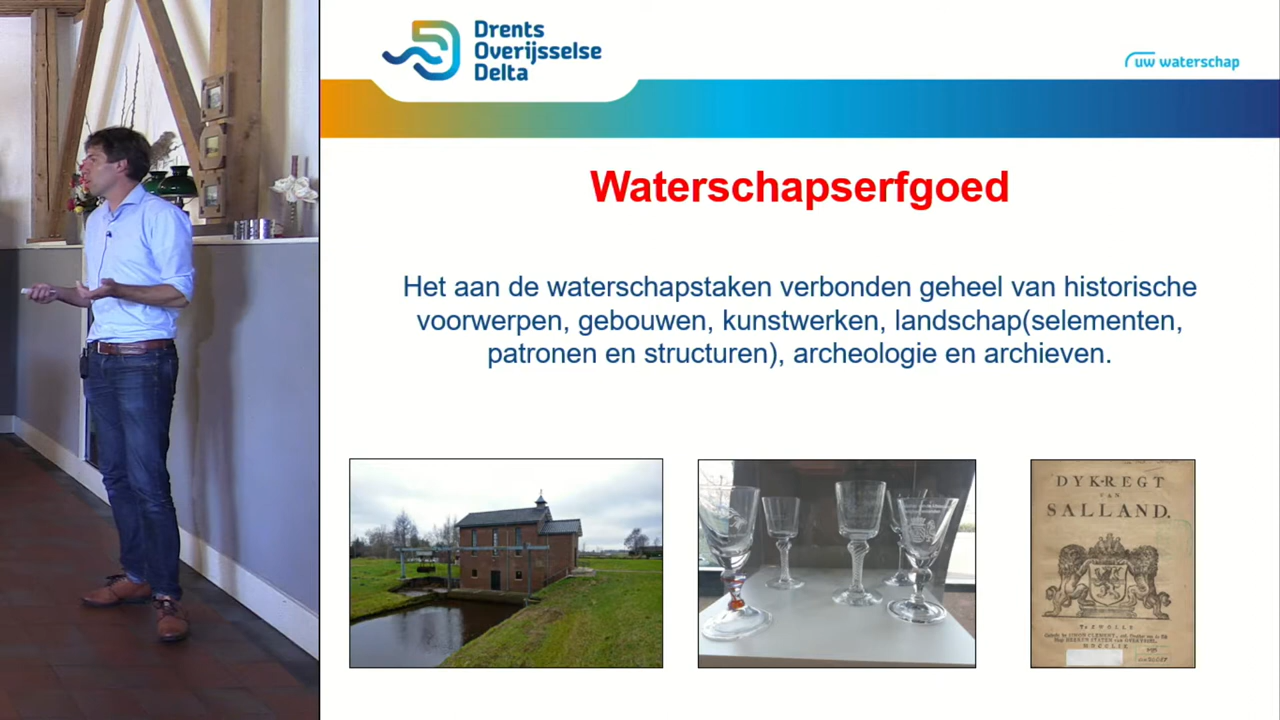 Drents
Overijsselse
Delta
uw waterschap
Waterschapserfgoed
Het aan de waterschapstaken verbonden geheel van historische
voorwerpen, gebouwen, kunstwerken, landschap(selementen,
patronen en structuren), archeologie en archieven.
DYK-REGT
VAN
SALLAND.